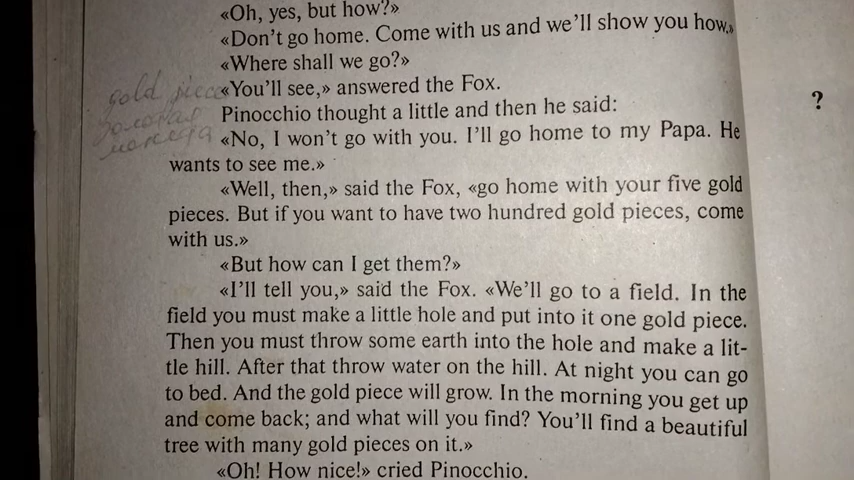 «Oh, yes, but how?»
«Don't go home. Come with us and we'll show you how.»
«Where shall we go?»
gold piece
«You'll see,» answered the Fox.
Pinocchio thought a little and then he said:
золотая
монета
«No, I won't go with you. I'll go home to my Papa. He
wants to see me.»
«Well, then,» said the Fox, «go home with your five gold
pieces. But if you want to have two hundred gold pieces, come
with us.»
«But how can I get them?»
«I'll tell you,» said the Fox. «We'll go to a field. In the
field you must make a little hole and put into it one gold piece.
Then you must throw some earth into the hole and make a lit-
tle hill. After that throw water on the hill. At night you can go
to bed. And the gold piece will grow. In the morning you get up
and come back; and what will you find? You'll find a beautiful
tree with many gold pieces on it.»
«Oh! How nice!» cried Pinocchio.
?